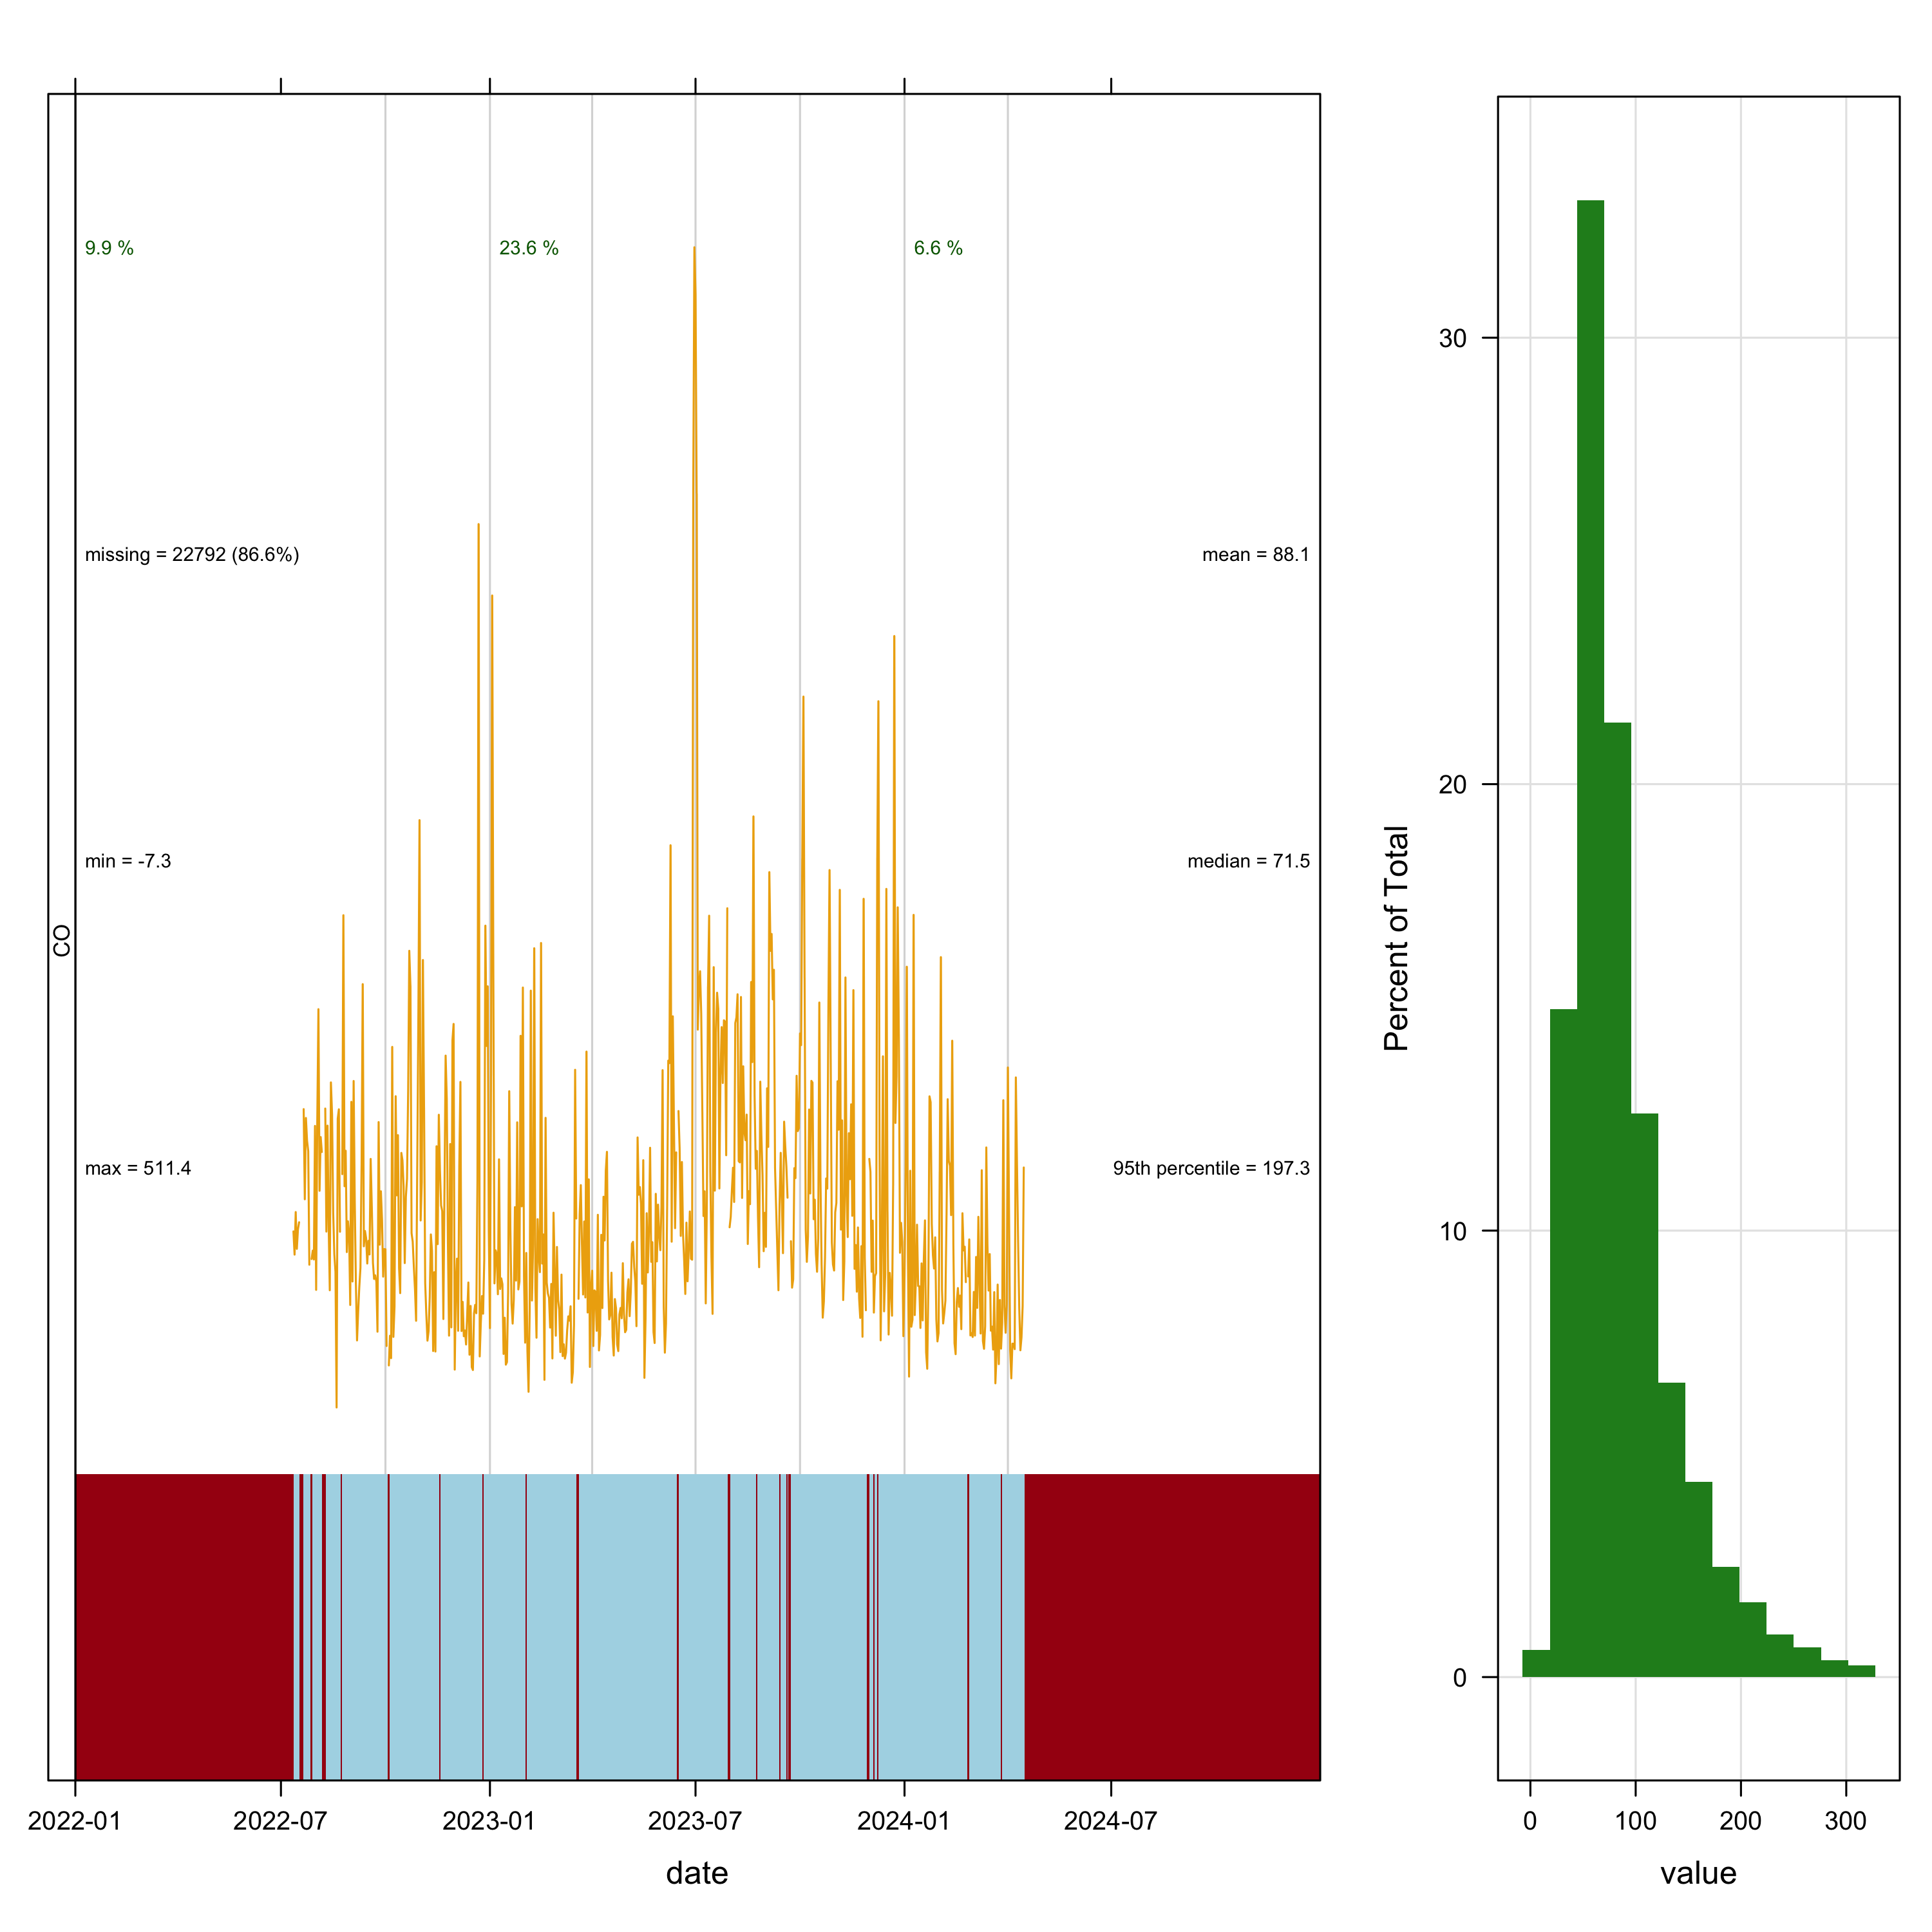 9.9 %
23.6 %
6.6 %
missing = 22792 (86.6%)
mean = 88.1
min = -7.3
median = 71.5
CO
max = 511.4
95th percentile = 197.3
2022-01
2022-07
2023-01
2023-07
2024-01
2024-07
date
Percent of Total
30
20
10
0
0
100
200
300
value